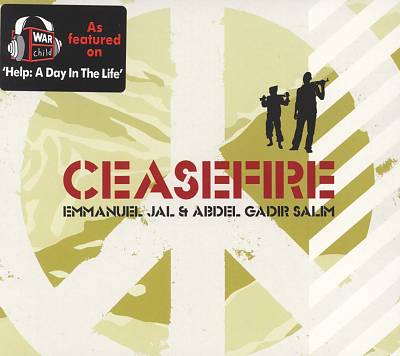 WAR
child
As
featured
on
'Help: A Day In The Life'
CEASEFIRE
EMMANUEL JAL & ABDEL GADIR SALIM